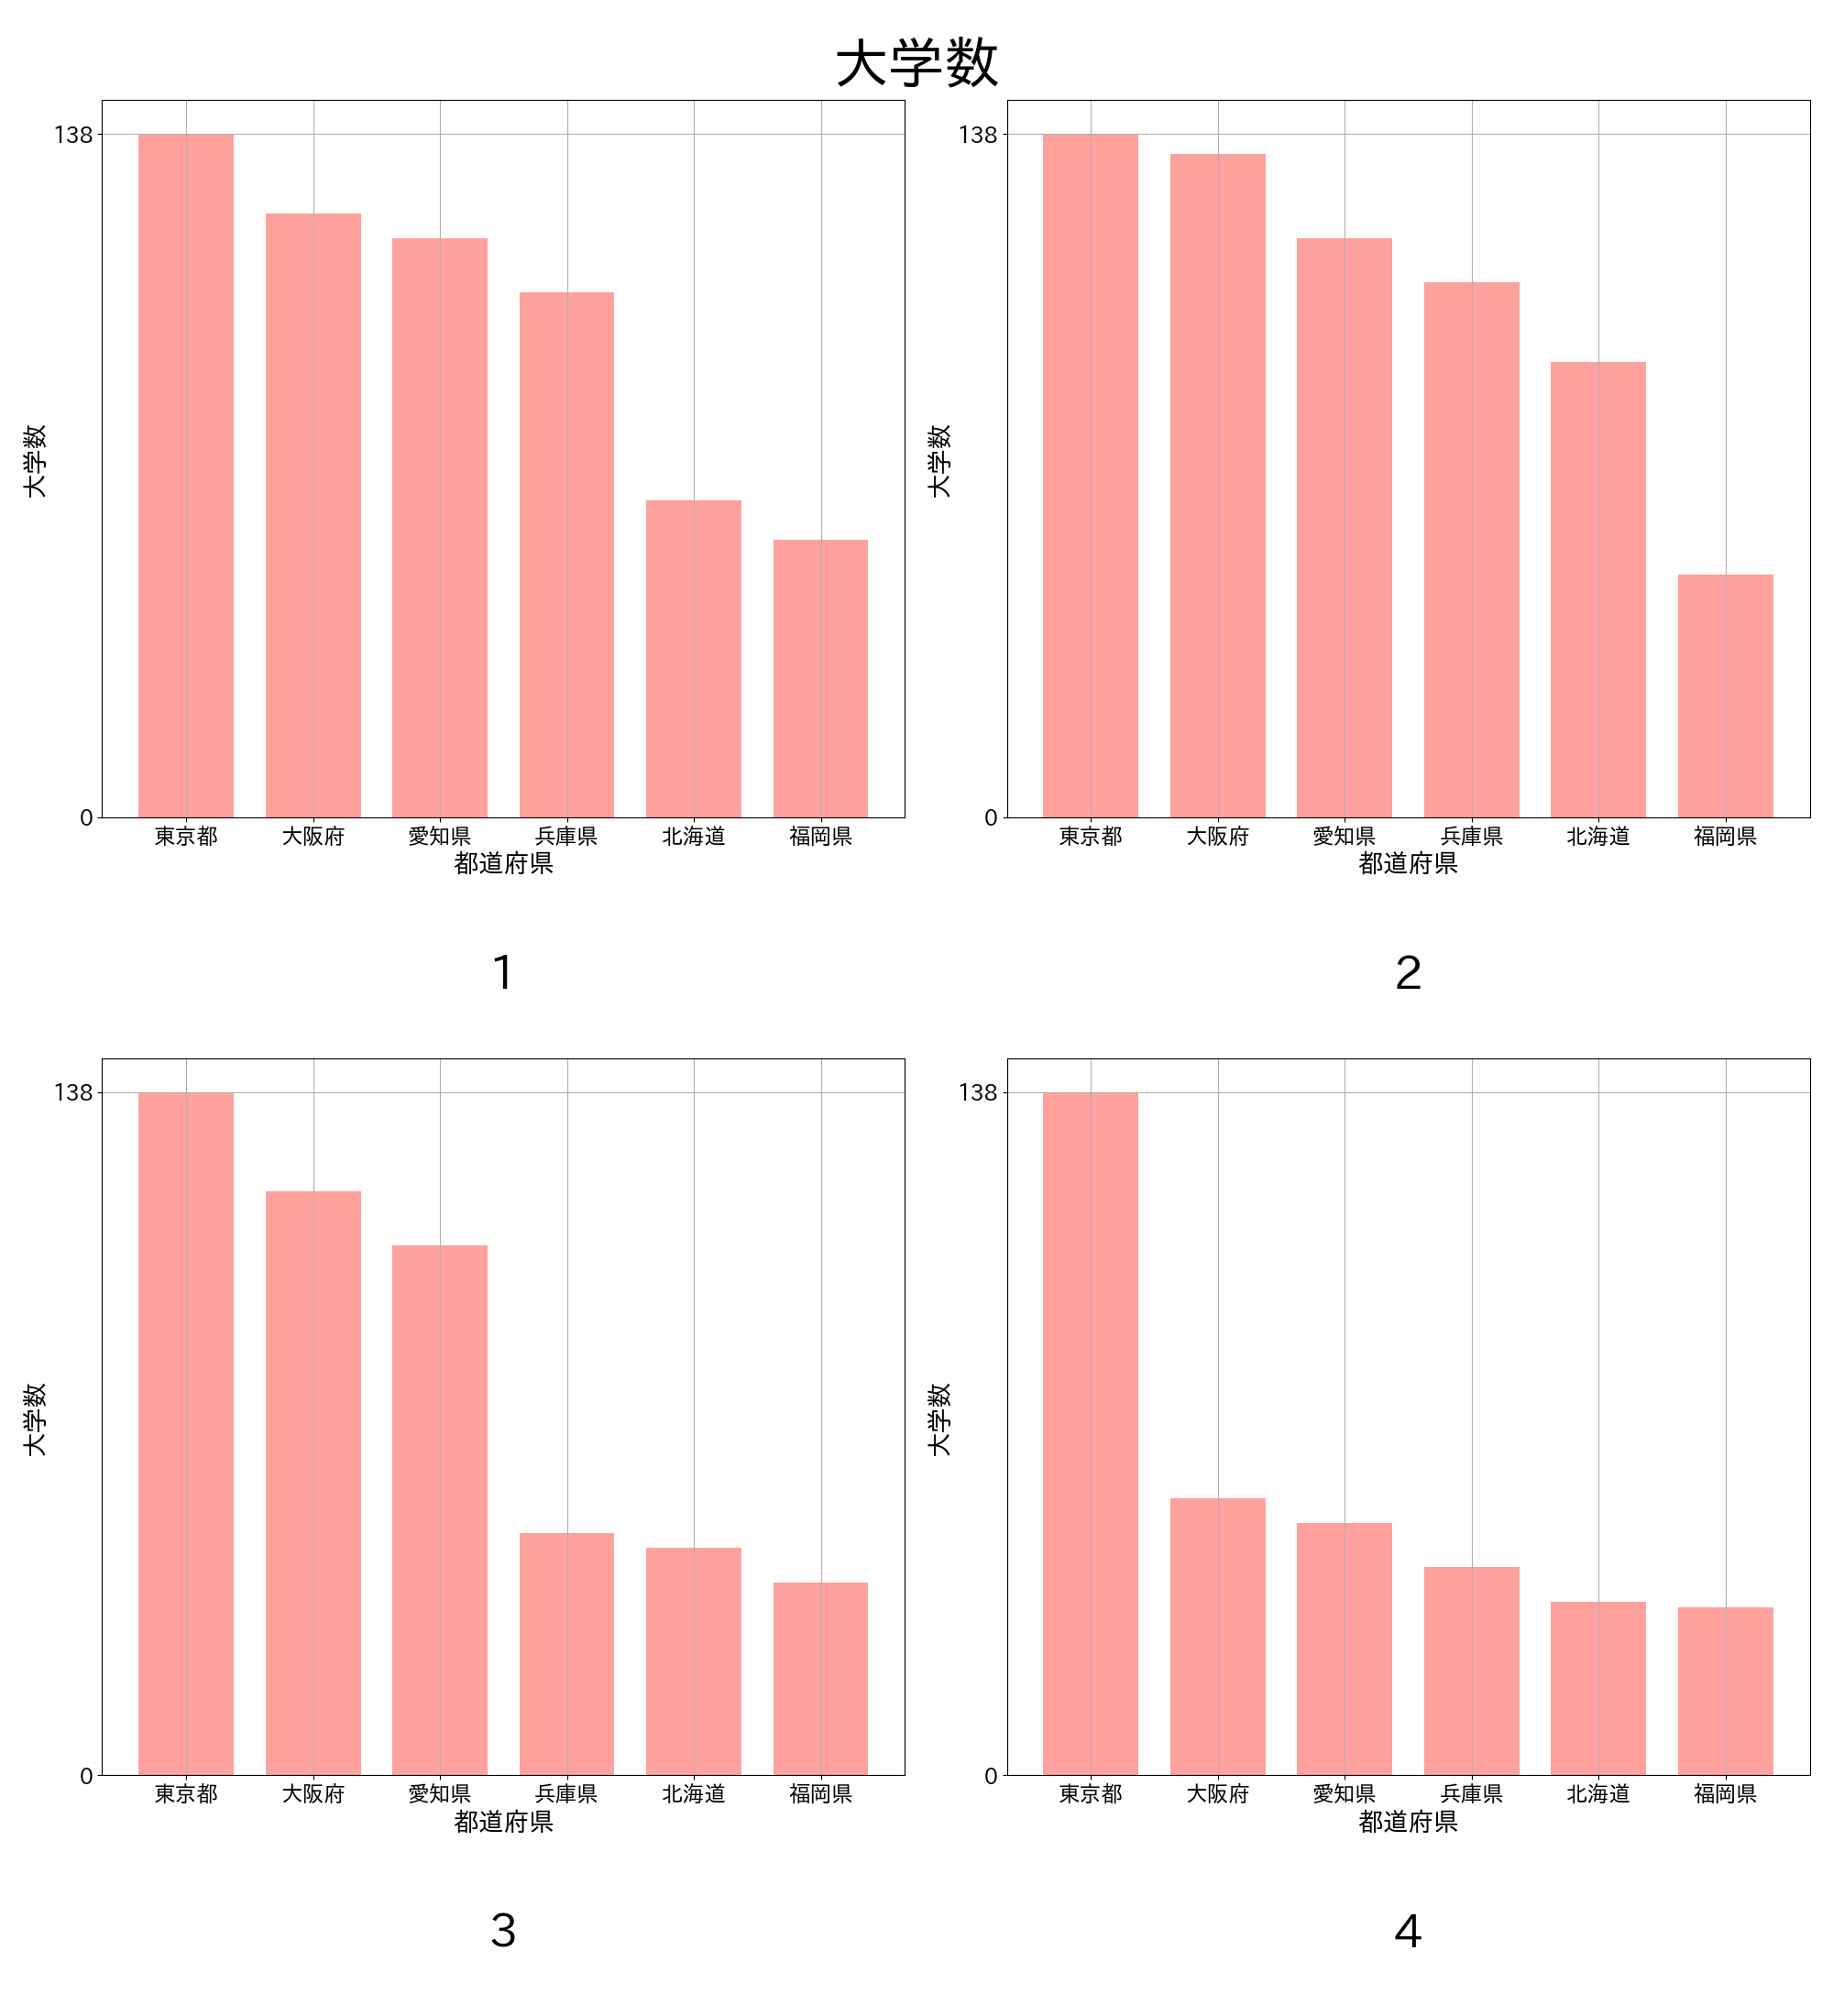 大学数
138
大学数
0
東京都 大阪府 愛知県 兵庫県 北海道 福岡県
都道府県
1
138
大学数
0
東京都 大阪府 愛知県 兵庫県 北海道 福岡県
都道府県
2
138
大学数
0
東京都 大阪府 愛知県 兵庫県 北海道 福岡県
都道府県
3
138
大学数
0
東京都 大阪府 愛知県 兵庫県 北海道 福岡県
都道府県
4